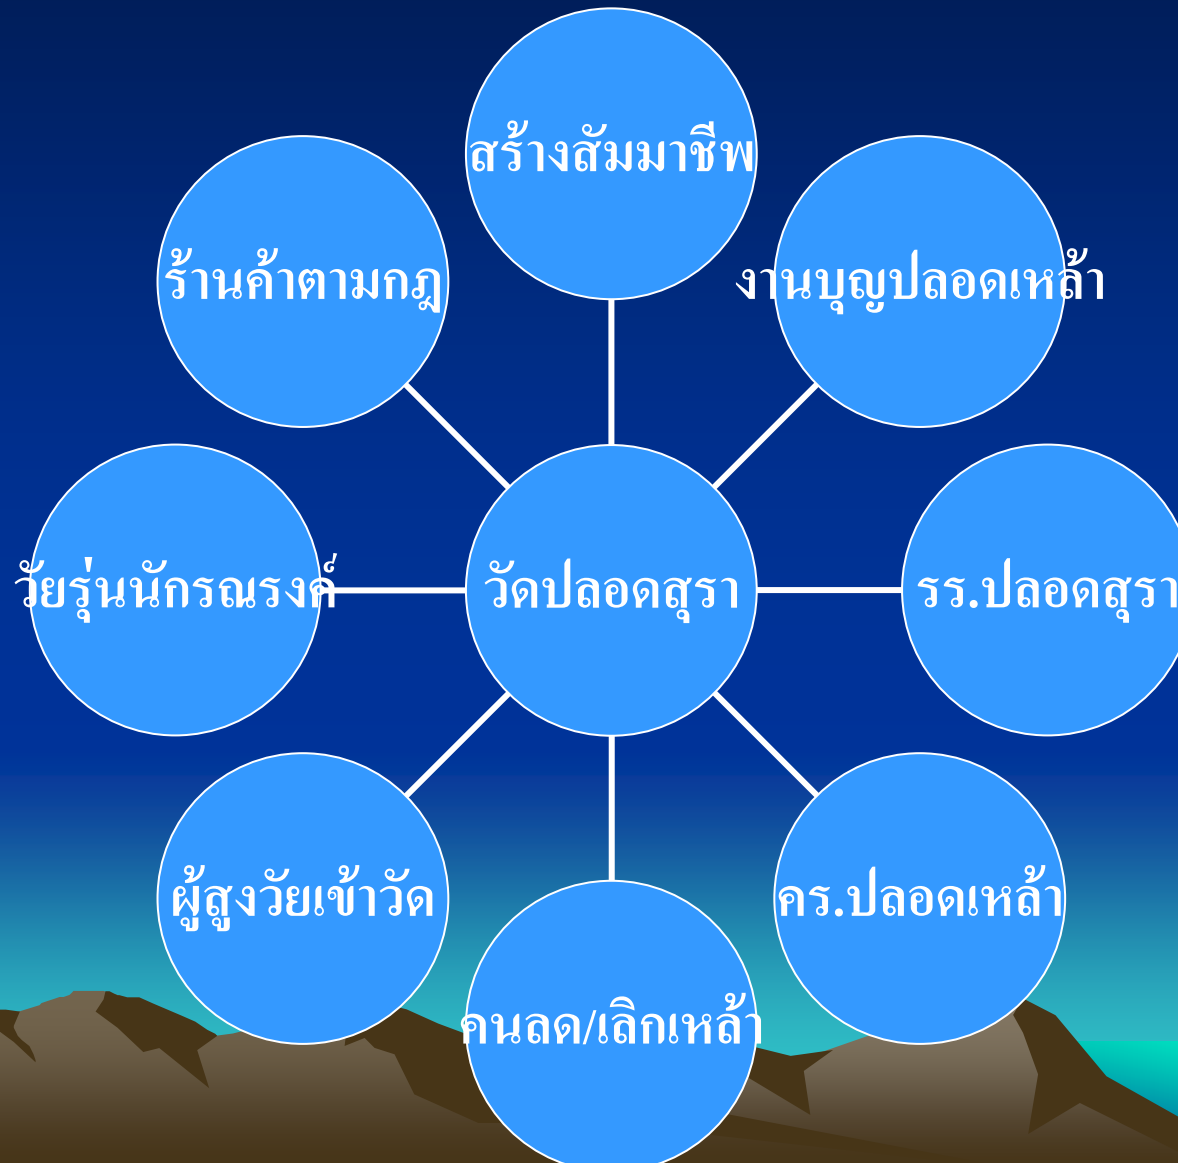 สร้างสัมมาชีพ
ร้านค้าตามกฎ
งานบุญปลอดเหล้า
วัยรุ่นนักรณรงค์
วัดปลอดสุรา
รร.ปลอดสุรา
ผู้สูงวัยเข้าวัด
คร.ปลอดเหล้า
คนลด/เลิกเหล้า